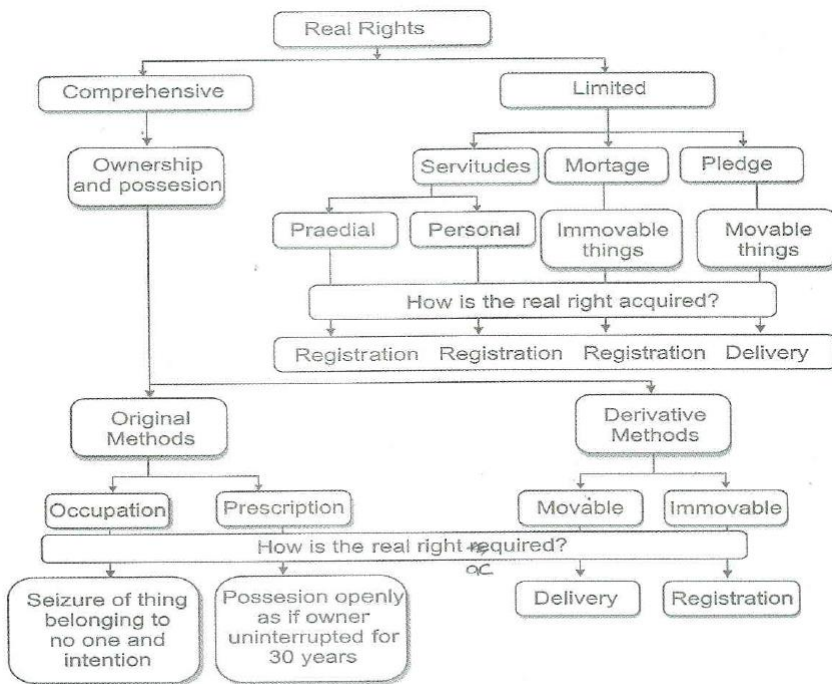 Real Rights
Comprehensive
Limited
Ownership
and possesion
Servitudes
Mortage
Pledge
Praedial
Personal
Immovable
things
Movable
things
How is the real right acquired?
Registration Registration Registration Delivery
Original
Methods
Derivative
Methods
Occupation
Prescription
Movable
Immovable
How is the real right required?
ac
Seizure of thing
belonging to
no one and
intention
Possesion openly
as if owner
uninterrupted for
30 years
Delivery
Registration